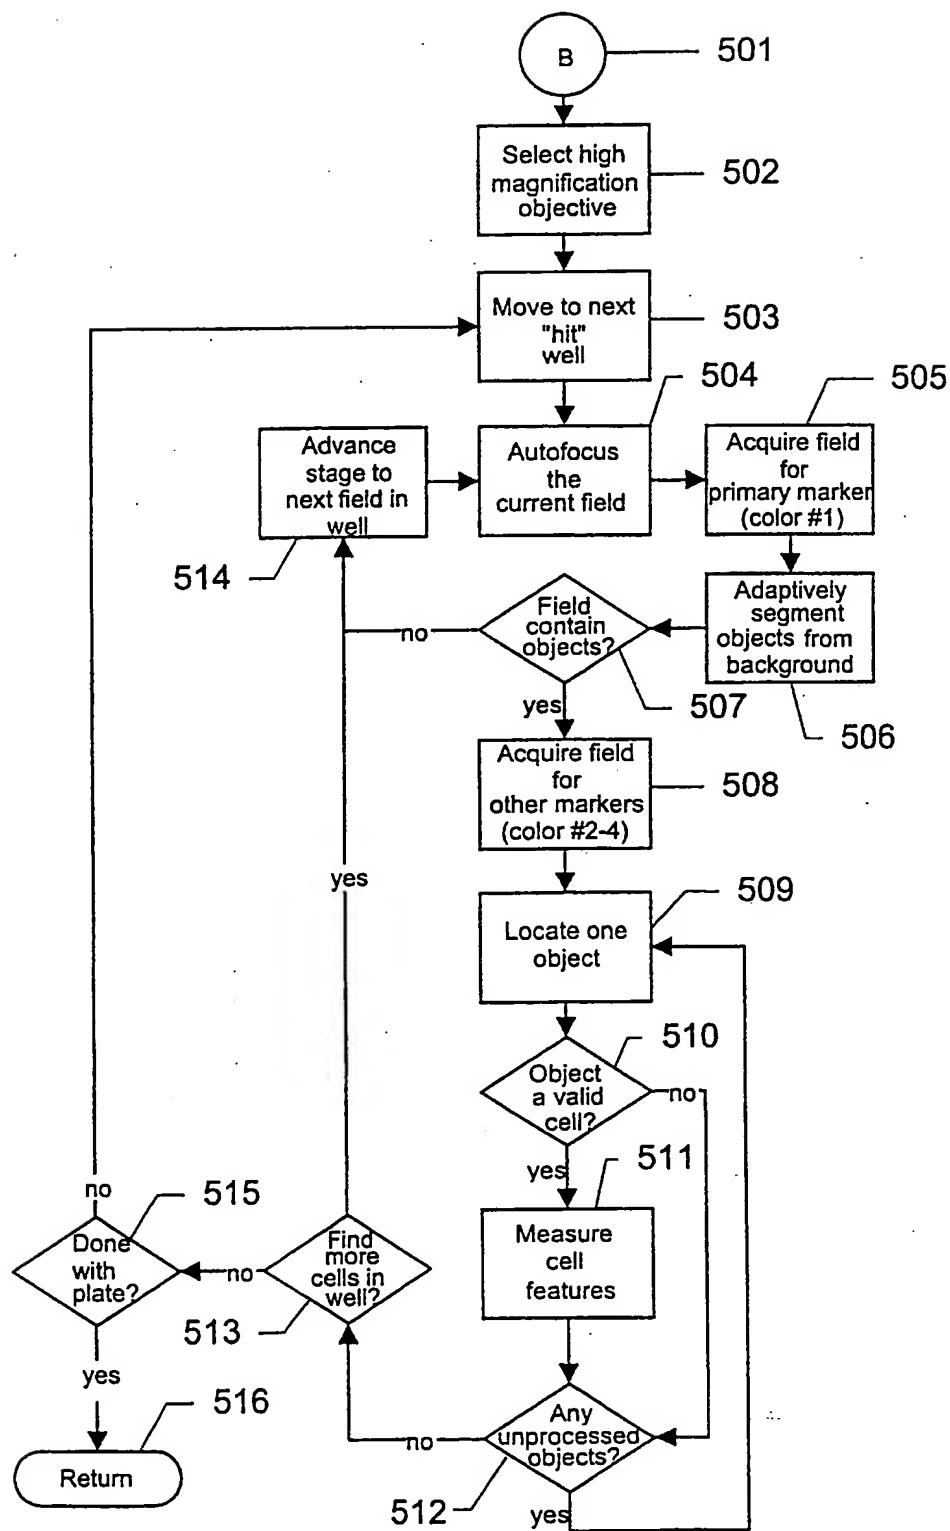 B
501
Select high
magnification
objective
502
Move to next
"hit"
well
503
504
505
Advance
stage to
next field in
well
Autofocus
the
current field
Acquire field
for
primary marker
(color #1)
514
Field
contain
objects?
no
Adaptively
segment
objects from
background
507
506
yes
Acquire field
for
other markers
(color #2-4)
508
yes
Locate one
object
509
510
Object
a valid
cell?
no
yes
511
Measure
cell
features
no
515
Done
with
plate?
no
Find
more
cells in
well?
513
yes
516
Return
no
Any
unprocessed
objects?
512
yes